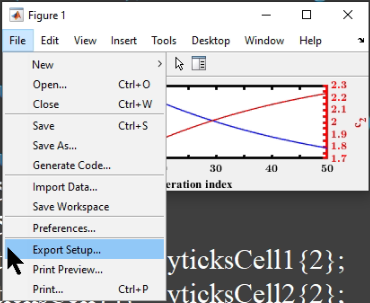 Figure 1
File Edit View Insert Tools Desktop Window Help
New
Open... Ctrl+O
Close Ctrl+W
Save Ctrl+S
Save As...
Generate Code...
Import Data...
Save Workspace
Preferences...
Export Setup...
Print Preview...
Print... Ctrl+P
2.3
2.2
2.1
2
1.9
1.8
1.7
c2
30 40 50
eration index
yticksCell1{2};
yticksCell2{2};